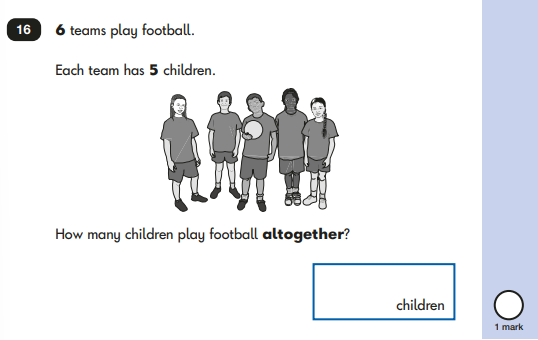 16
6 teams play football.
Each team has 5 children.
How many children play football altogether?
children
1 mark